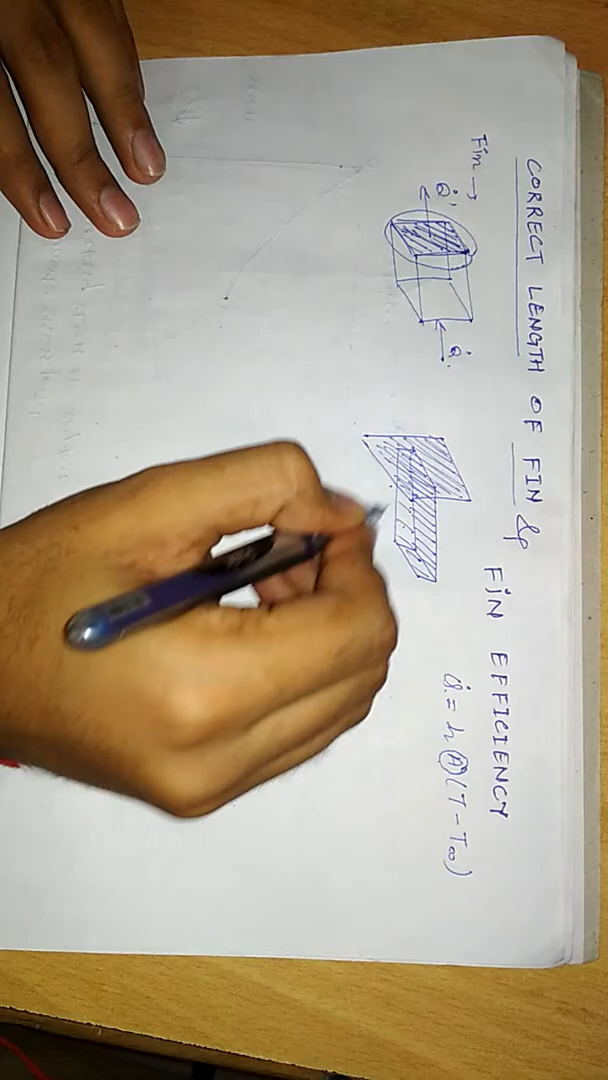 CORRECT LENGTH OF FIN & FIN EFFICIENCY
Fin →
Q̇'
Q̇
Q̇ = h A (T - T∞)